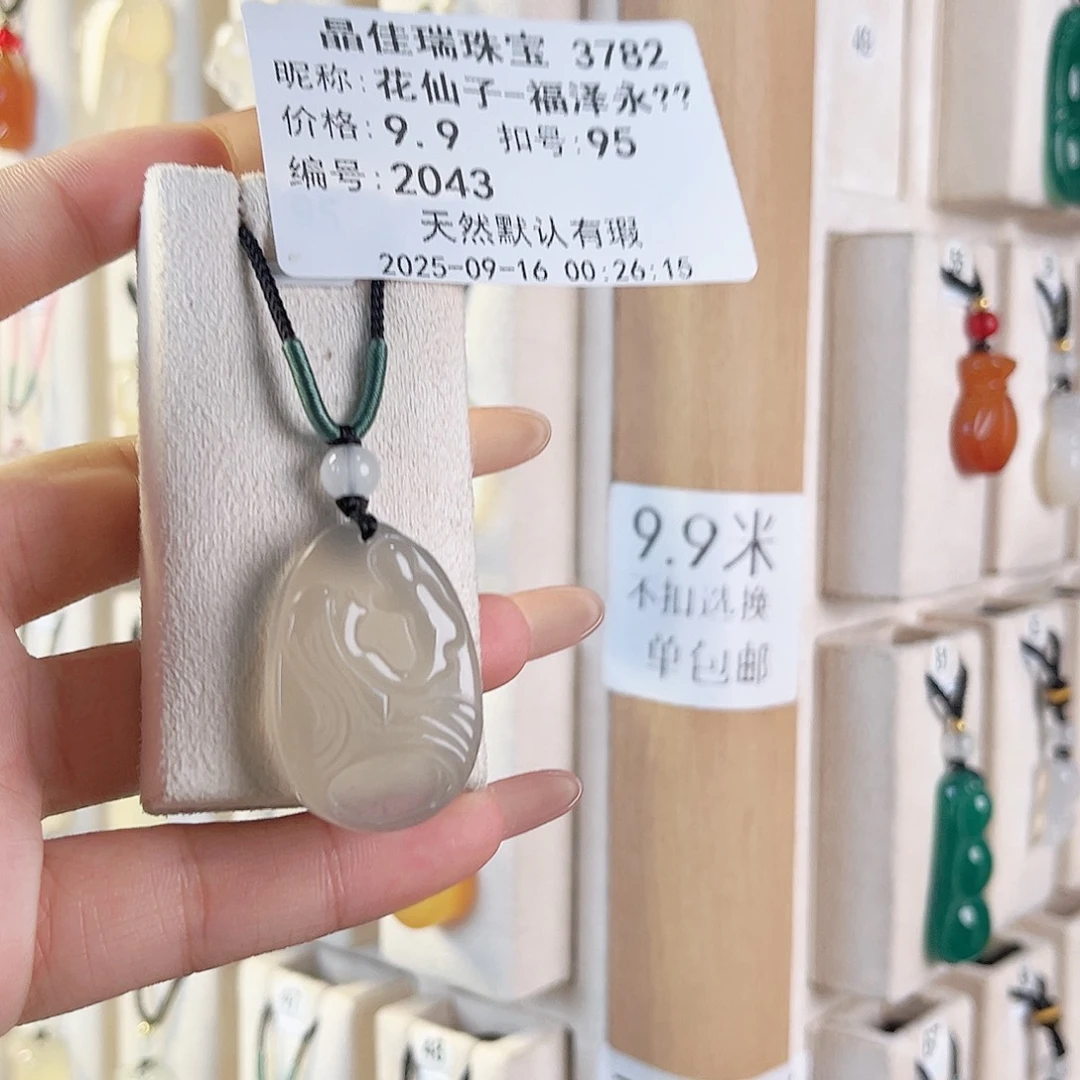 晶佳瑞珠宝 3782
昵称:花仙子-福泽永??
价格:9.9 扣号:95
编号:2043
天然默认有瑕
2025-09-16 00:26:15
9.9米
不扣选换
单包邮
51